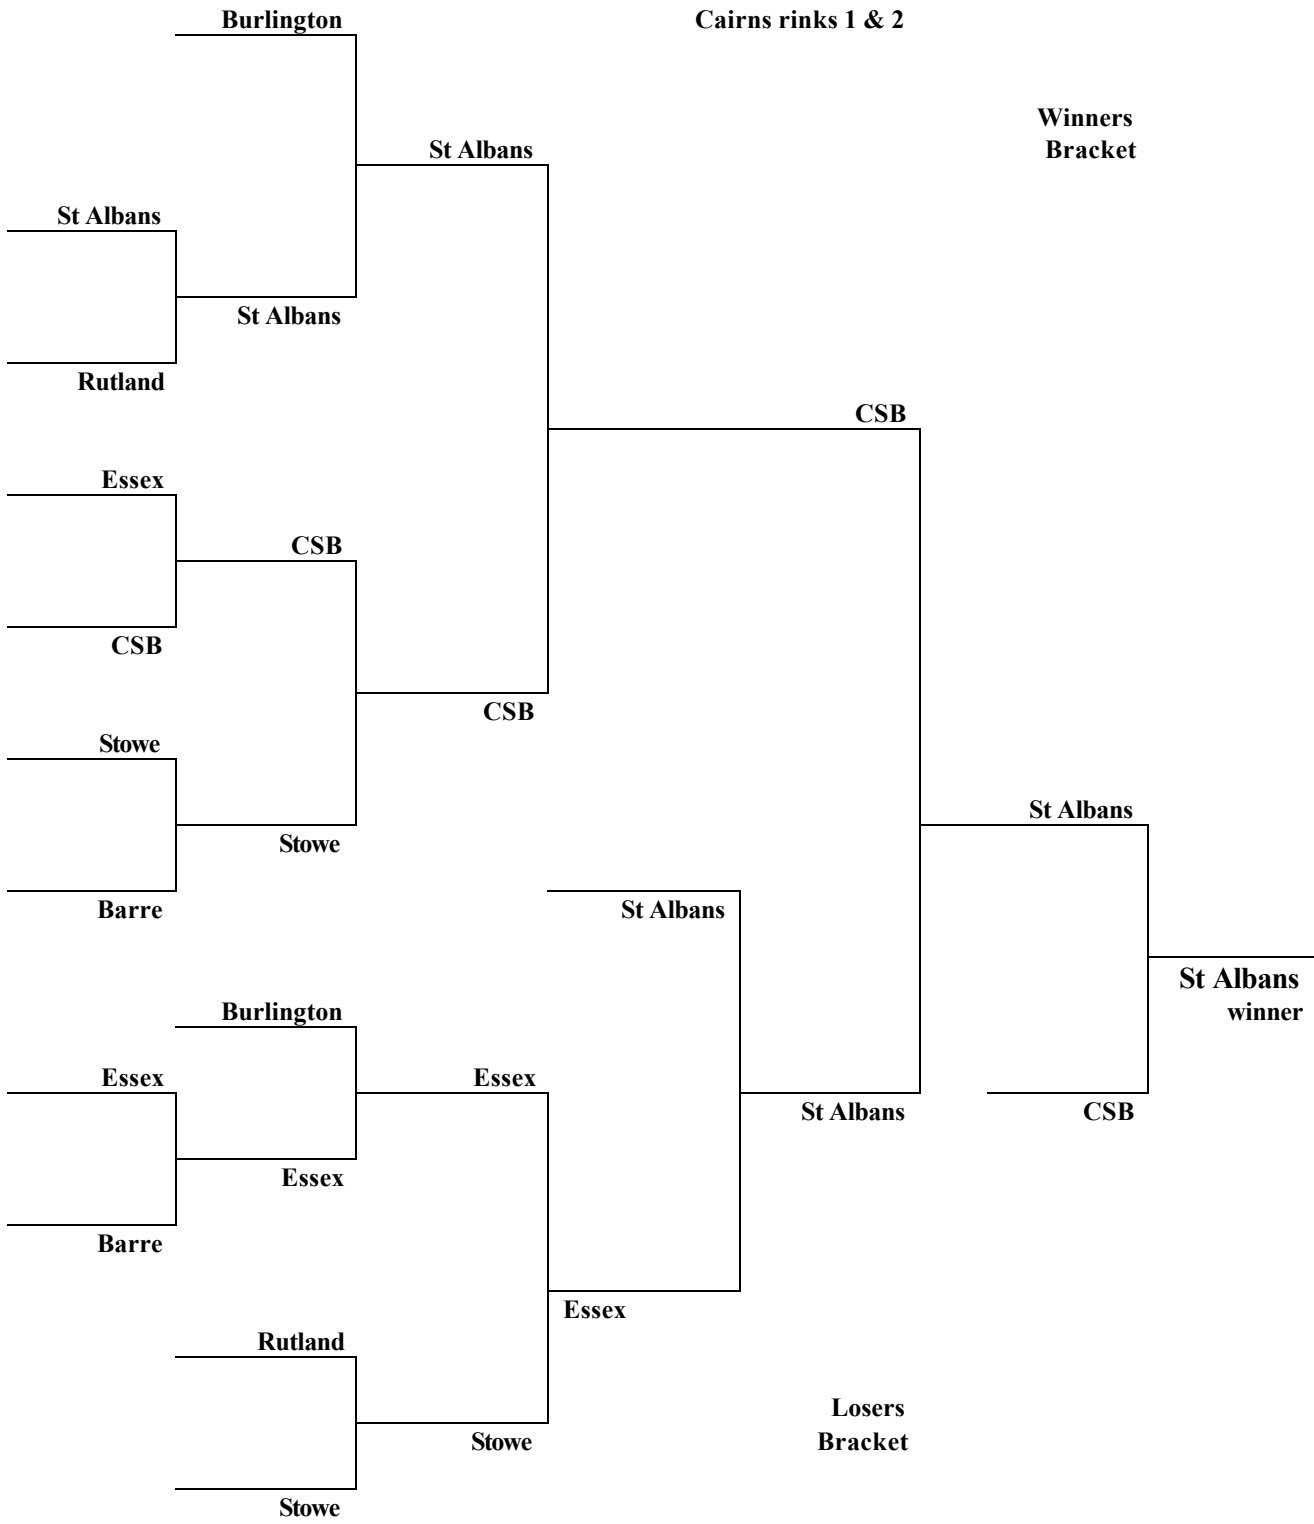 Burlington
Cairns rinks 1 & 2
Winners
Bracket
St Albans
St Albans
St Albans
Rutland
CSB
Essex
CSB
CSB
CSB
Stowe
St Albans
Stowe
Barre
St Albans
St Albans
winner
Burlington
Essex
Essex
St Albans
CSB
Essex
Barre
Essex
Rutland
Losers
Bracket
Stowe
Stowe